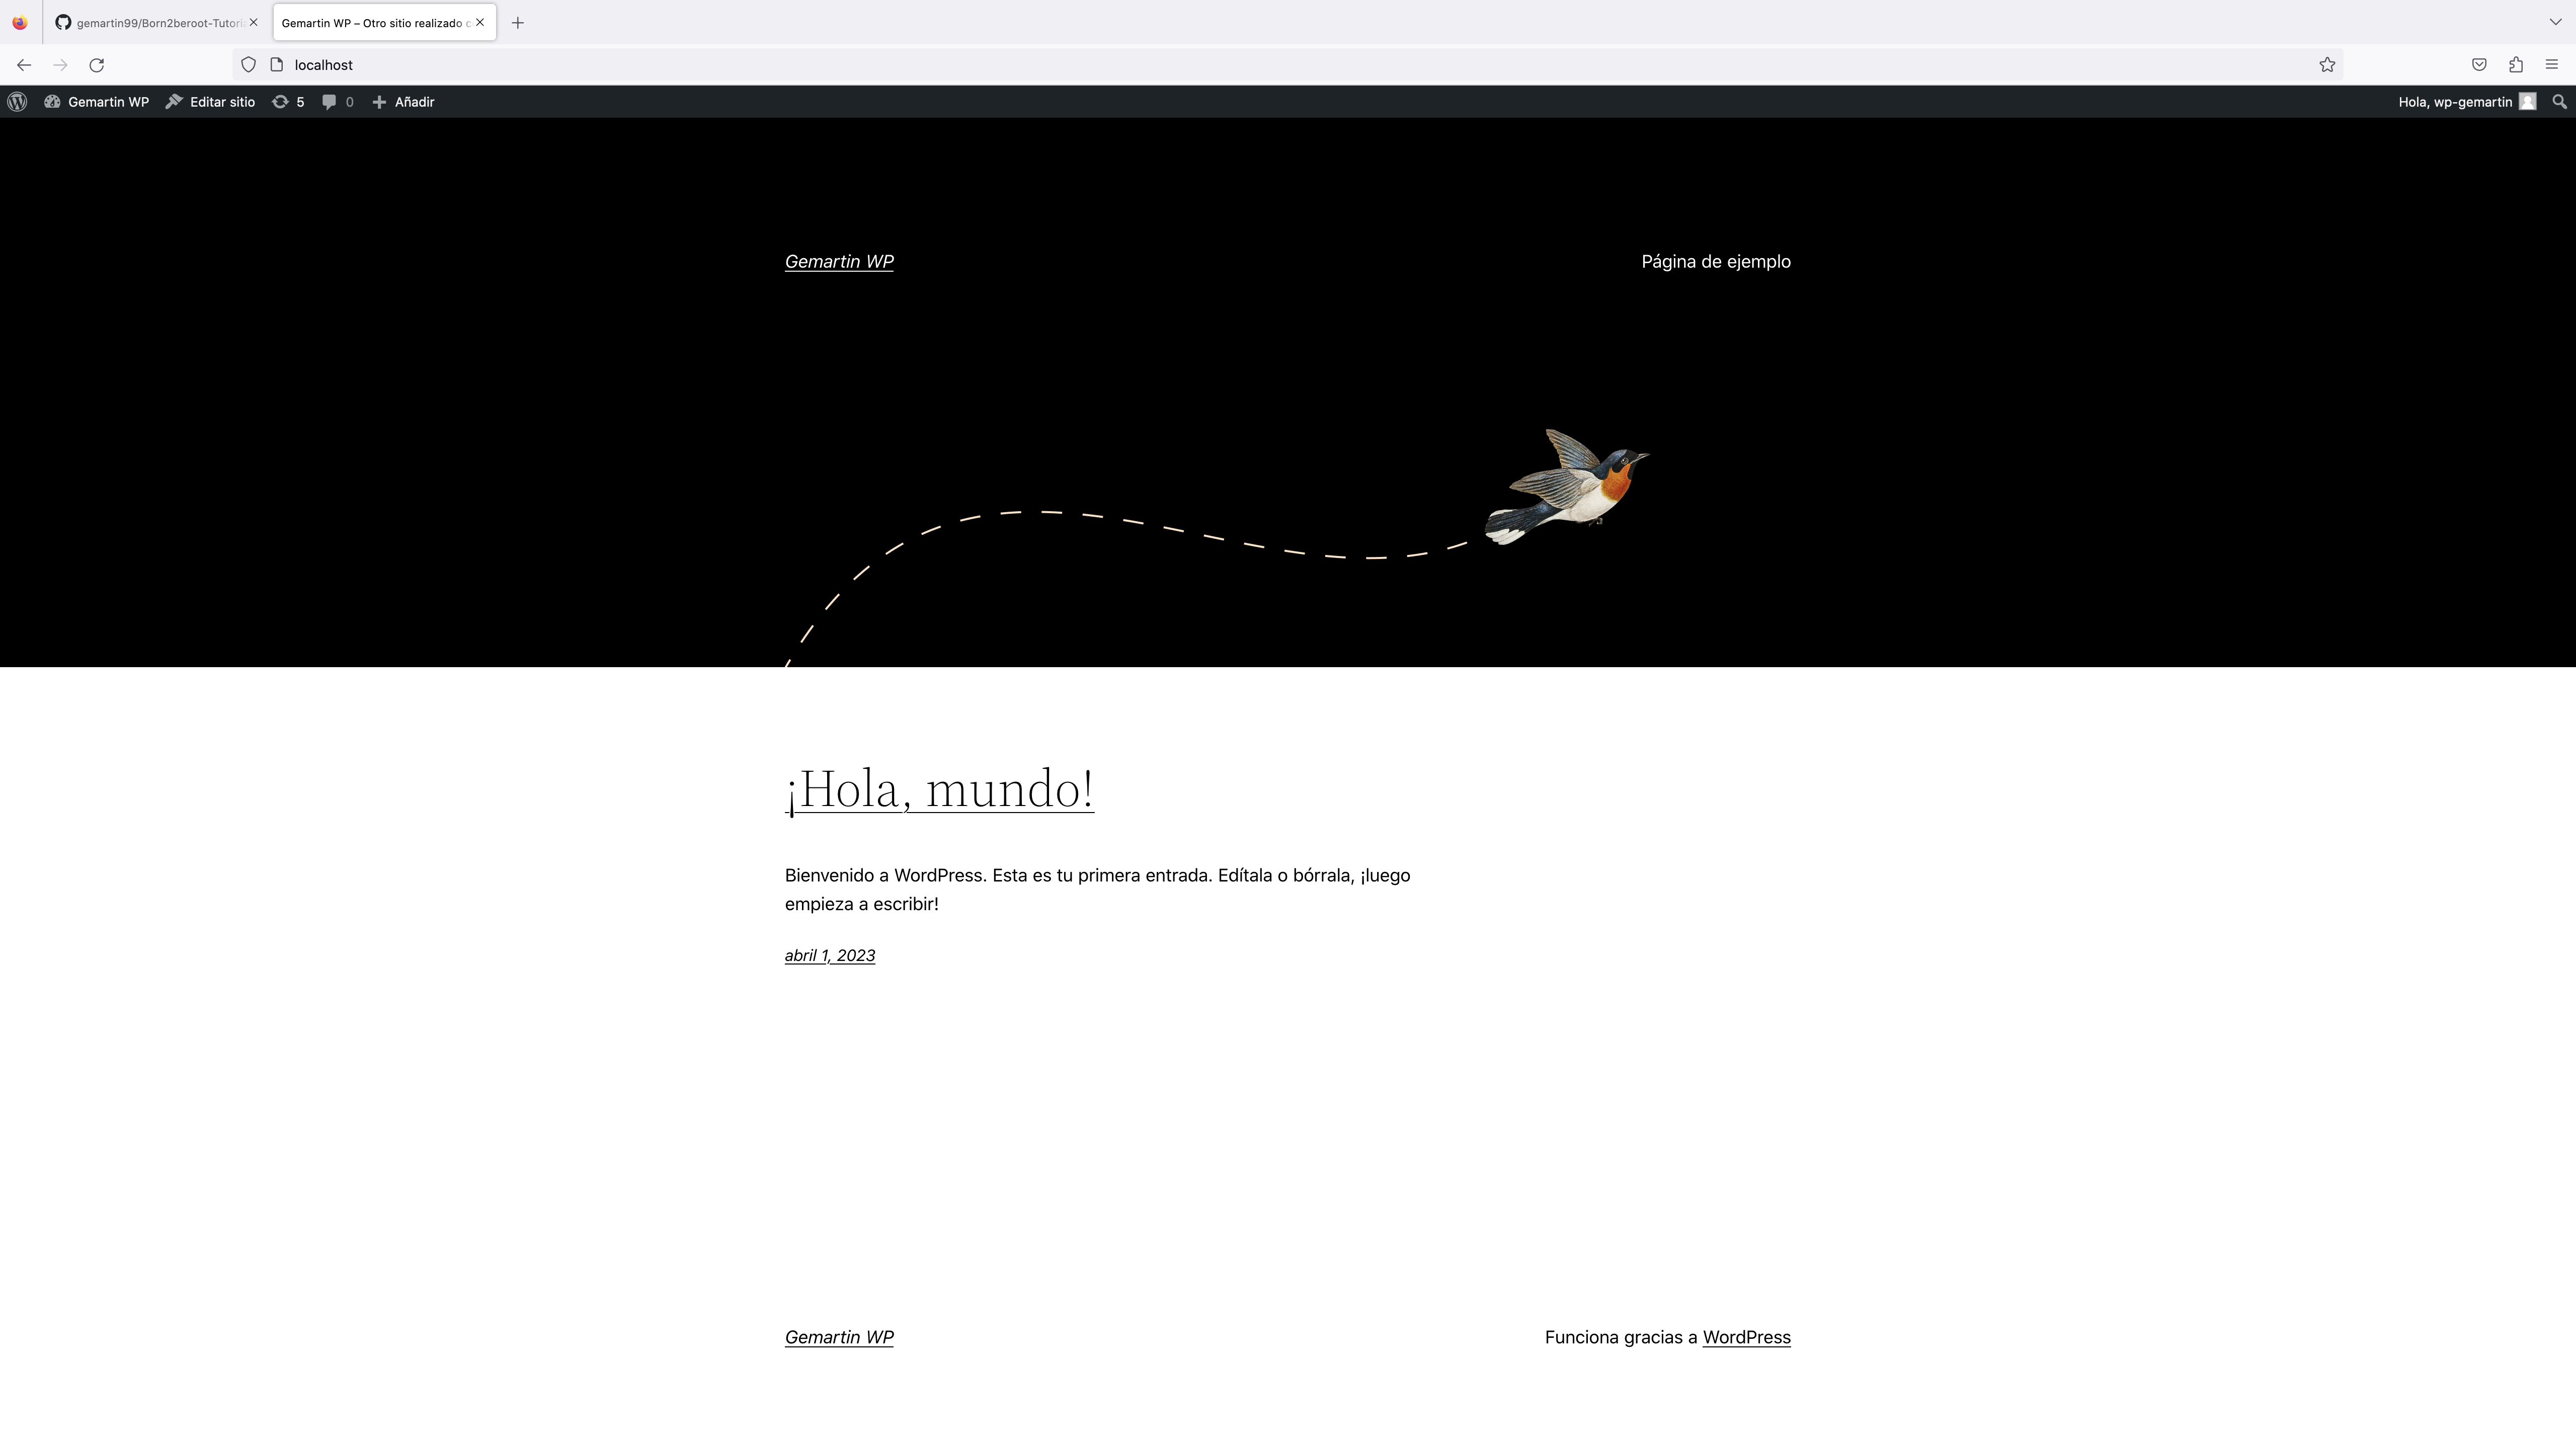 gemartin99/Born2beroot-Tutori
Gemartin WP – Otro sitio realizado c
localhost
Gemartin WP
Editar sitio
5
0
Añadir
Hola, wp-gemartin
Gemartin WP
Página de ejemplo
¡Hola, mundo!
Bienvenido a WordPress. Esta es tu primera entrada. Edítala o bórrala, ¡luego
empieza a escribir!
abril 1, 2023
Gemartin WP
Funciona gracias a WordPress